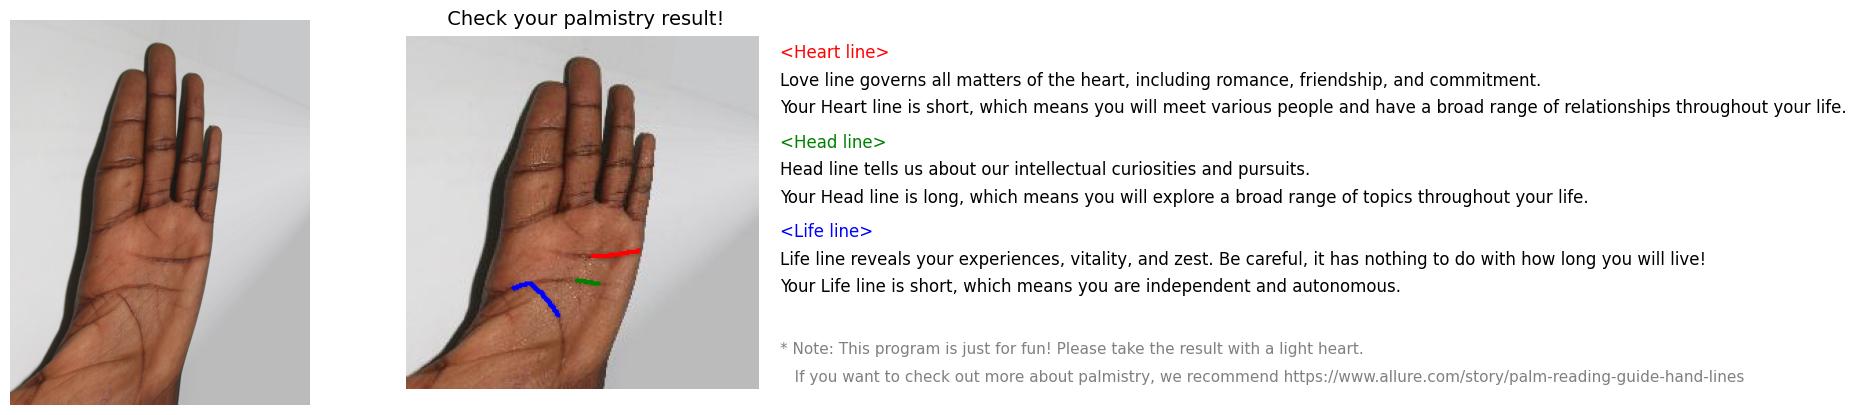 Check your palmistry result!
<Heart line>
Love line governs all matters of the heart, including romance, friendship, and commitment.
Your Heart line is short, which means you will meet various people and have a broad range of relationships throughout your life.
<Head line>
Head line tells us about our intellectual curiosities and pursuits.
Your Head line is long, which means you will explore a broad range of topics throughout your life.
<Life line>
Life line reveals your experiences, vitality, and zest. Be careful, it has nothing to do with how long you will live!
Your Life line is short, which means you are independent and autonomous.
* Note: This program is just for fun! Please take the result with a light heart.
If you want to check out more about palmistry, we recommend https://www.allure.com/story/palm-reading-guide-hand-lines